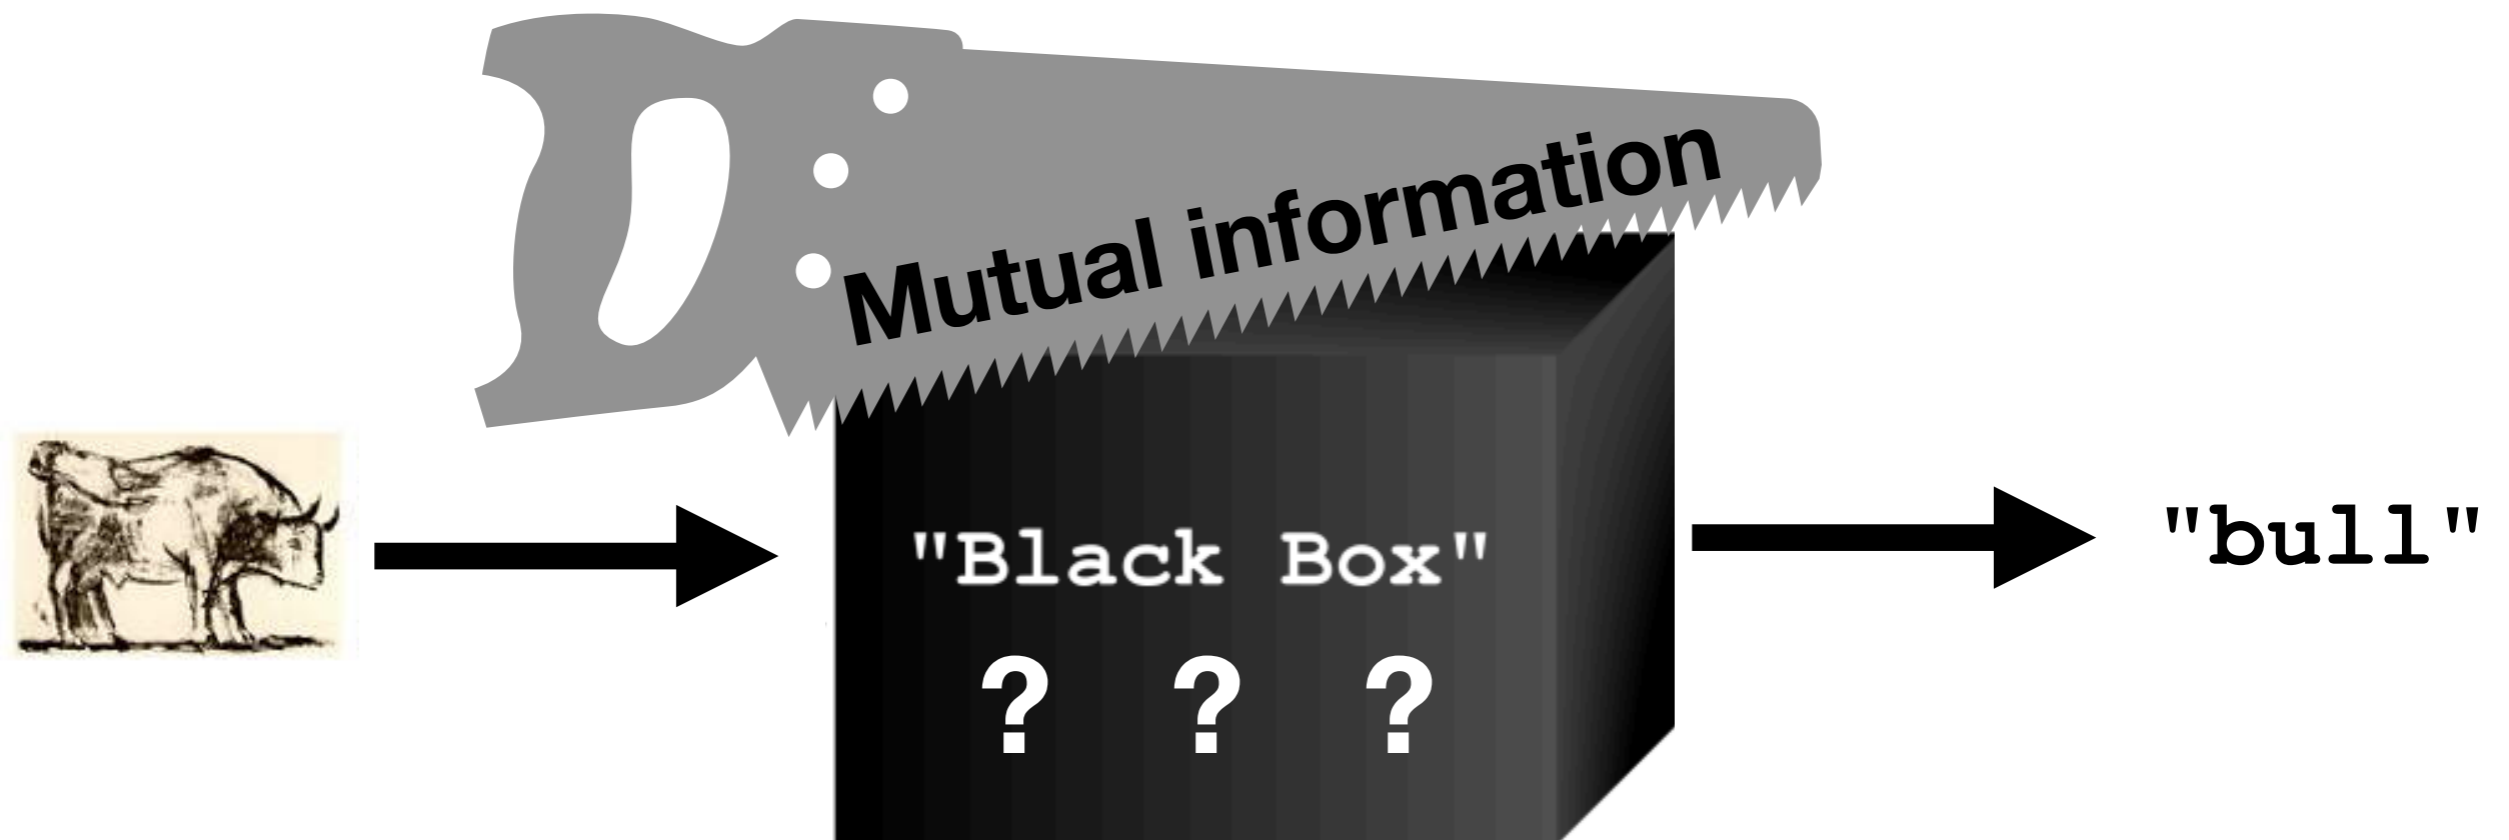 Mutual information
"Black Box"
? ? ?
"bull"